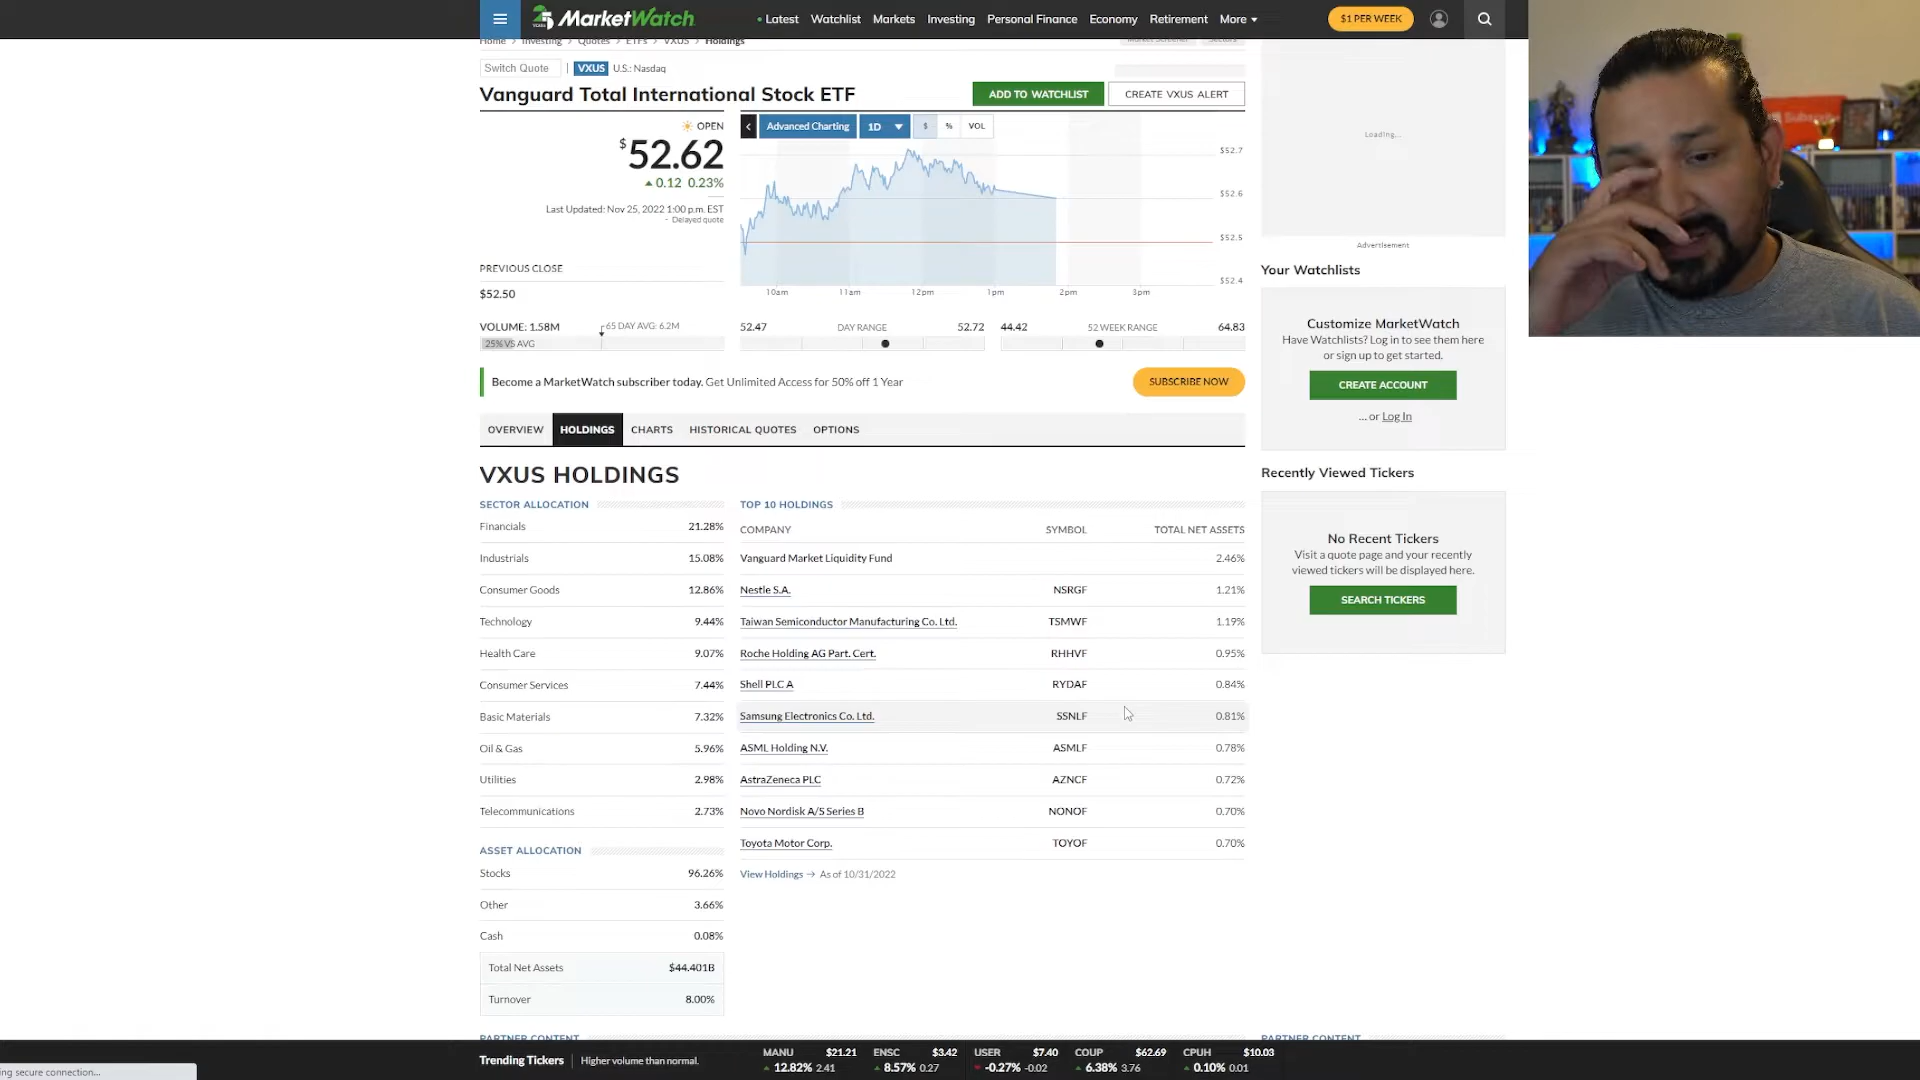 MarketWatch
Latest
Watchlist
Markets
Investing
Personal Finance
Economy
Retirement
More
$1 PER WEEK
Home > Investing > Quotes > ETFs > VXUS > Holdings
Switch Quote | VXUS U.S.: Nasdaq
Vanguard Total International Stock ETF
ADD TO WATCHLIST
CREATE VXUS ALERT
OPEN
$52.62
0.12 0.23%
Last Updated: Nov 25, 2022 1:00 p.m. EST
- Delayed quote
PREVIOUS CLOSE
$52.50
Advanced Charting
1D
$
%
VOL
$52.7
$52.6
$52.5
$52.4
10am
11am
12pm
1pm
2pm
3pm
VOLUME: 1.58M
65 DAY AVG: 6.2M
25% VS AVG
52.47 DAY RANGE 52.72
44.42 52 WEEK RANGE 64.83
Become a MarketWatch subscriber today. Get Unlimited Access for 50% off 1 Year
SUBSCRIBE NOW
OVERVIEW
HOLDINGS
CHARTS
HISTORICAL QUOTES
OPTIONS
VXUS HOLDINGS
SECTOR ALLOCATION
Financials 21.28%
Industrials 15.08%
Consumer Goods 12.86%
Technology 9.44%
Health Care 9.07%
Consumer Services 7.44%
Basic Materials 7.32%
Oil & Gas 5.96%
Utilities 2.98%
Telecommunications 2.73%
ASSET ALLOCATION
Stocks 96.26%
Other 3.66%
Cash 0.08%
Total Net Assets $44.401B
Turnover 8.00%
TOP 10 HOLDINGS
COMPANY SYMBOL TOTAL NET ASSETS
Vanguard Market Liquidity Fund 2.46%
Nestle S.A. NSRGF 1.21%
Taiwan Semiconductor Manufacturing Co. Ltd. TSMWF 1.19%
Roche Holding AG Part. Cert. RHHVF 0.95%
Shell PLC A RYDAF 0.84%
Samsung Electronics Co. Ltd. SSNLF 0.81%
ASML Holding N.V. ASMLF 0.78%
AstraZeneca PLC AZNCF 0.72%
Novo Nordisk A/S Series B NONOF 0.70%
Toyota Motor Corp. TOYOF 0.70%
View Holdings → As of 10/31/2022
Loading...
Advertisement
Your Watchlists
Customize MarketWatch
Have Watchlists? Log in to see them here
or sign up to get started.
CREATE ACCOUNT
... or Log In
Recently Viewed Tickers
No Recent Tickers
Visit a quote page and your recently
viewed tickers will be displayed here.
SEARCH TICKERS
PARTNER CONTENT
PARTNER CONTENT
Trending Tickers | Higher volume than normal.
MANU $21.21
12.82% 2.41
ENSC $3.42
8.57% 0.27
USER $7.40
-0.27% -0.02
COUP $62.69
6.38% 3.76
CPUH $10.03
0.10% 0.01
ing secure connection...